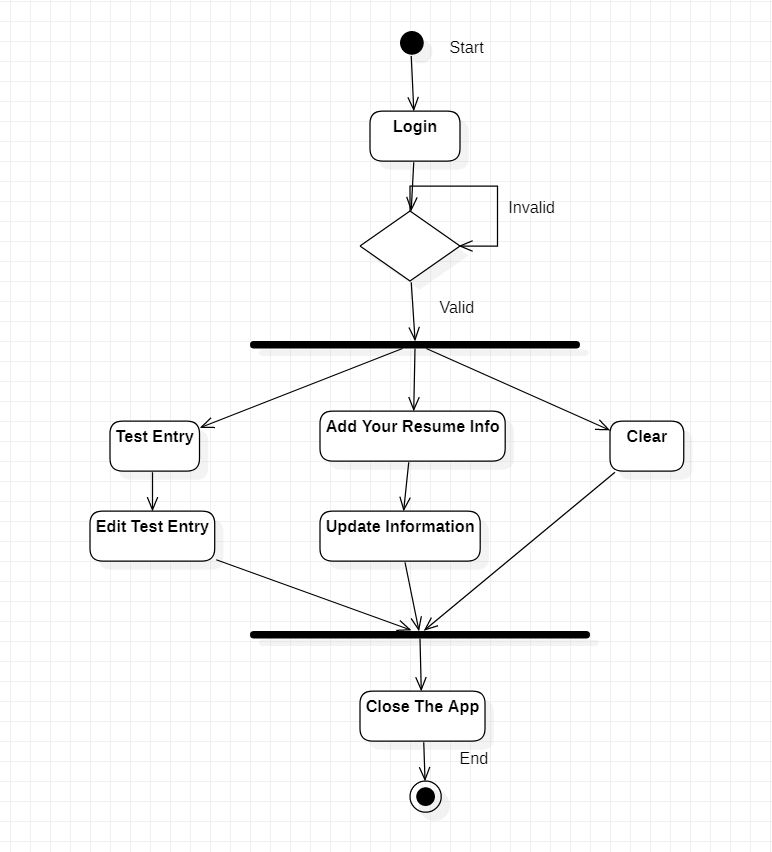 Start
Login
Invalid
Valid
Test Entry
Add Your Resume Info
Clear
Edit Test Entry
Update Information
Close The App
End